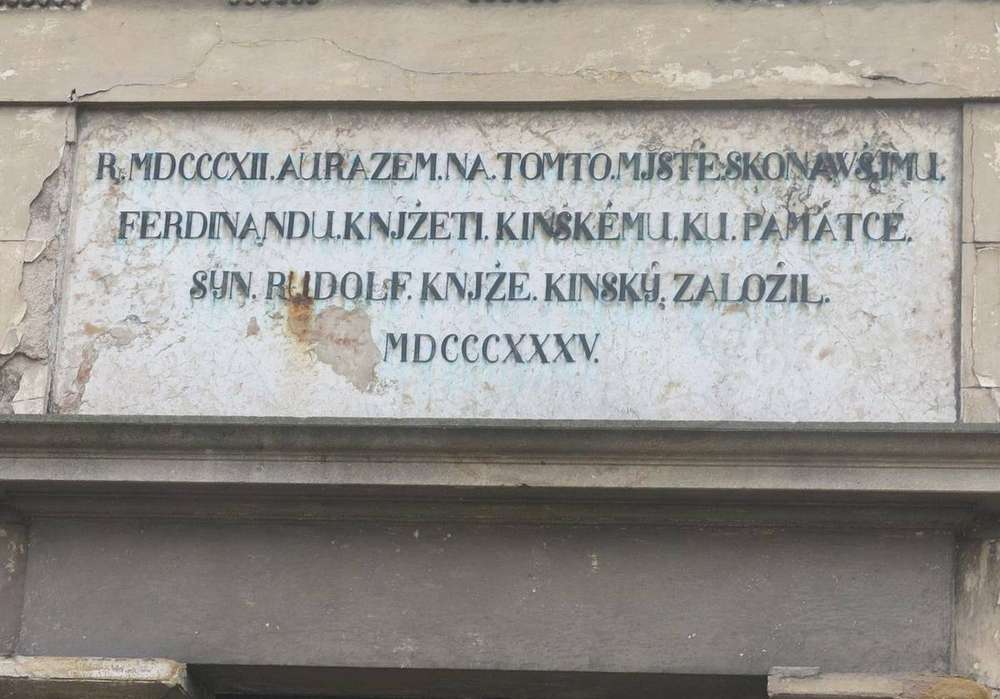 R. MDCCCXII. AURAZEM. NA. TOMTO. MJSTĚ. SKONAWŠJMU.
FERDINANDU. KNJŽETI. KINSKÉMU. KU. PAMÁTCE.
SYN. RUDOLF. KNJŽE. KINSKÝ. ZALOŽIL.
MDCCCXXXV.